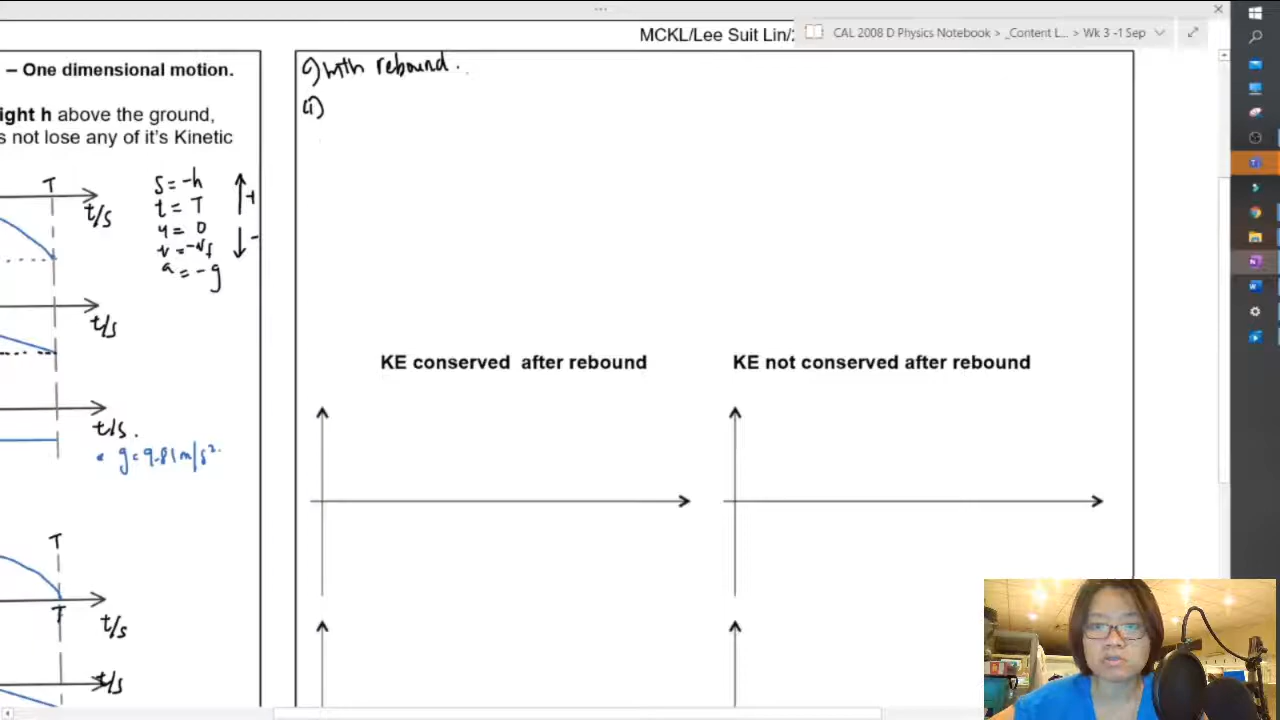 MCKL/Lee Suit Lin/2
CAL 2008 D Physics Notebook > _Content L... > Wk 3 -1 Sep
– One dimensional motion.
ight h above the ground,
s not lose any of it's Kinetic
T
t/s
s = -h
t = T
u = 0
v = -vf
a = -g
+
-
t/s
t/s.
g = 9.81 m/s²
T
T
t/s
t/s
with rebound.
(i)
KE conserved after rebound
KE not conserved after rebound